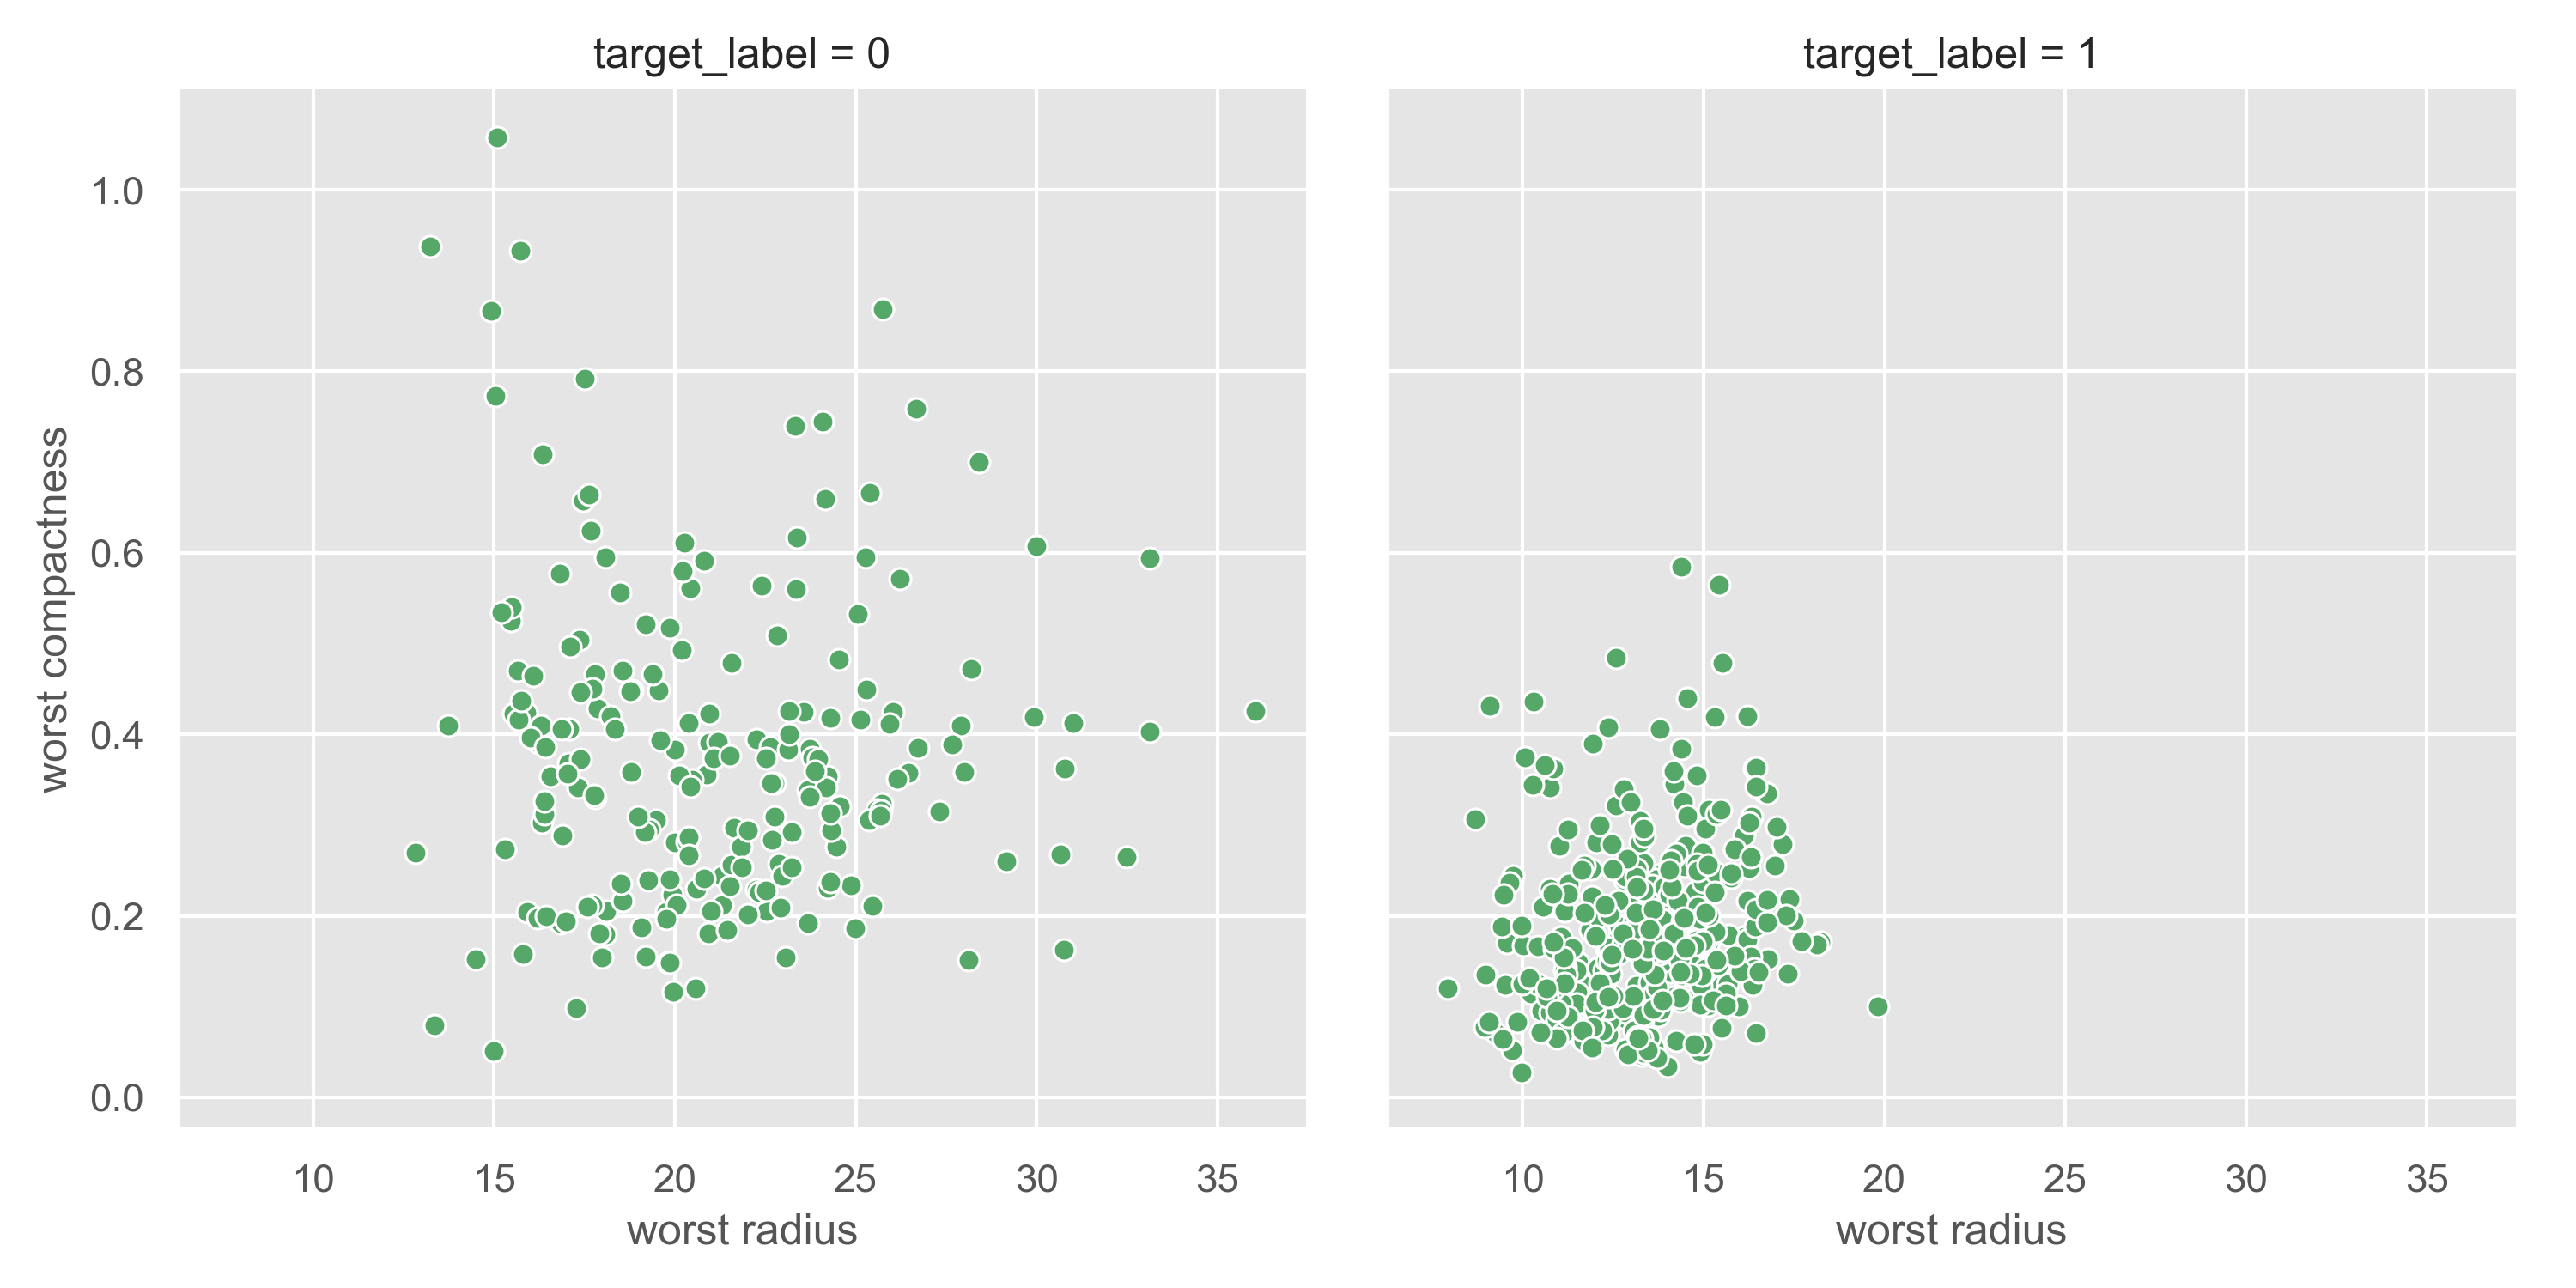 target_label = 0
target_label = 1
1.0
0.8
0.6
0.4
0.2
0.0
worst compactness
10 15 20 25 30 35
10 15 20 25 30 35
worst radius
worst radius